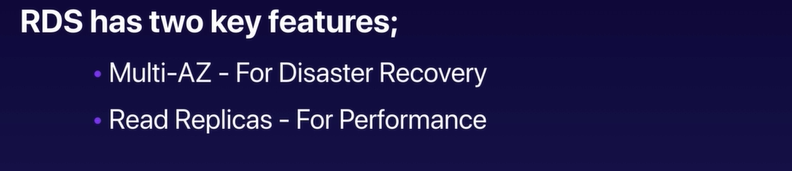 RDS has two key features;
• Multi-AZ - For Disaster Recovery
• Read Replicas - For Performance